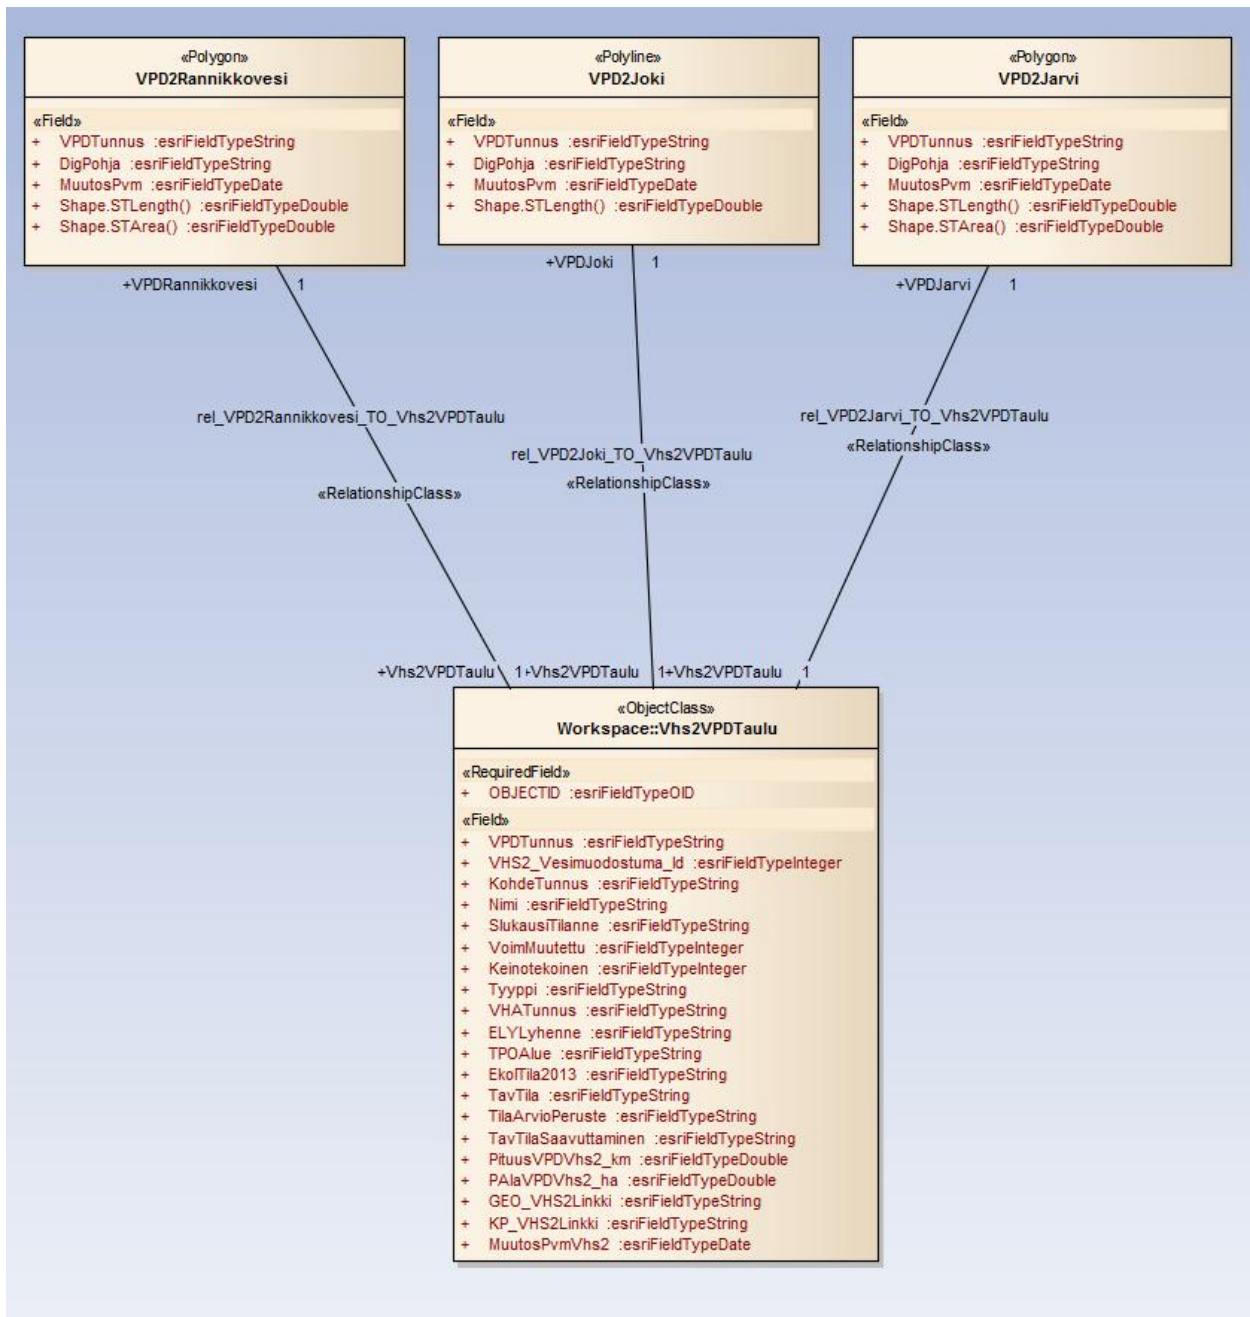 «Polygon»
VPD2Rannikkovesi
«Field»
+ VPDTunnus :esriFieldTypeString
+ DigPohja :esriFieldTypeString
+ MuutosPvm :esriFieldTypeDate
+ Shape.STLength() :esriFieldTypeDouble
+ Shape.STArea() :esriFieldTypeDouble
«Polyline»
VPD2Joki
«Field»
+ VPDTunnus :esriFieldTypeString
+ DigPohja :esriFieldTypeString
+ MuutosPvm :esriFieldTypeDate
+ Shape.STLength() :esriFieldTypeDouble
«Polygon»
VPD2Jarvi
«Field»
+ VPDTunnus :esriFieldTypeString
+ DigPohja :esriFieldTypeString
+ MuutosPvm :esriFieldTypeDate
+ Shape.STLength() :esriFieldTypeDouble
+ Shape.STArea() :esriFieldTypeDouble
+VPDRannikkovesi 1
+VPDJoki 1
+VPDJarvi 1
rel_VPD2Rannikkovesi_TO_Vhs2VPDTaulu
«RelationshipClass»
rel_VPD2Joki_TO_Vhs2VPDTaulu
«RelationshipClass»
rel_VPD2Jarvi_TO_Vhs2VPDTaulu
«RelationshipClass»
+Vhs2VPDTaulu 1
+Vhs2VPDTaulu 1
+Vhs2VPDTaulu 1
«ObjectClass»
Workspace::Vhs2VPDTaulu
«RequiredField»
+ OBJECTID :esriFieldTypeOID
«Field»
+ VPDTunnus :esriFieldTypeString
+ VHS2_Vesimuodostuma_Id :esriFieldTypeInteger
+ KohdeTunnus :esriFieldTypeString
+ Nimi :esriFieldTypeString
+ SlukausiTilanne :esriFieldTypeString
+ VoimMuutettu :esriFieldTypeInteger
+ Keinotekoinen :esriFieldTypeInteger
+ Tyyppi :esriFieldTypeString
+ VHATunnus :esriFieldTypeString
+ ELYLyhenne :esriFieldTypeString
+ TPOAlue :esriFieldTypeString
+ EkolTila2013 :esriFieldTypeString
+ TavTila :esriFieldTypeString
+ TilaArvioPeruste :esriFieldTypeString
+ TavTilaSaavuttaminen :esriFieldTypeString
+ PituusVPDVhs2_km :esriFieldTypeDouble
+ PAlaVPDVhs2_ha :esriFieldTypeDouble
+ GEO_VHS2Linkki :esriFieldTypeString
+ KP_VHS2Linkki :esriFieldTypeString
+ MuutosPvmVhs2 :esriFieldTypeDate